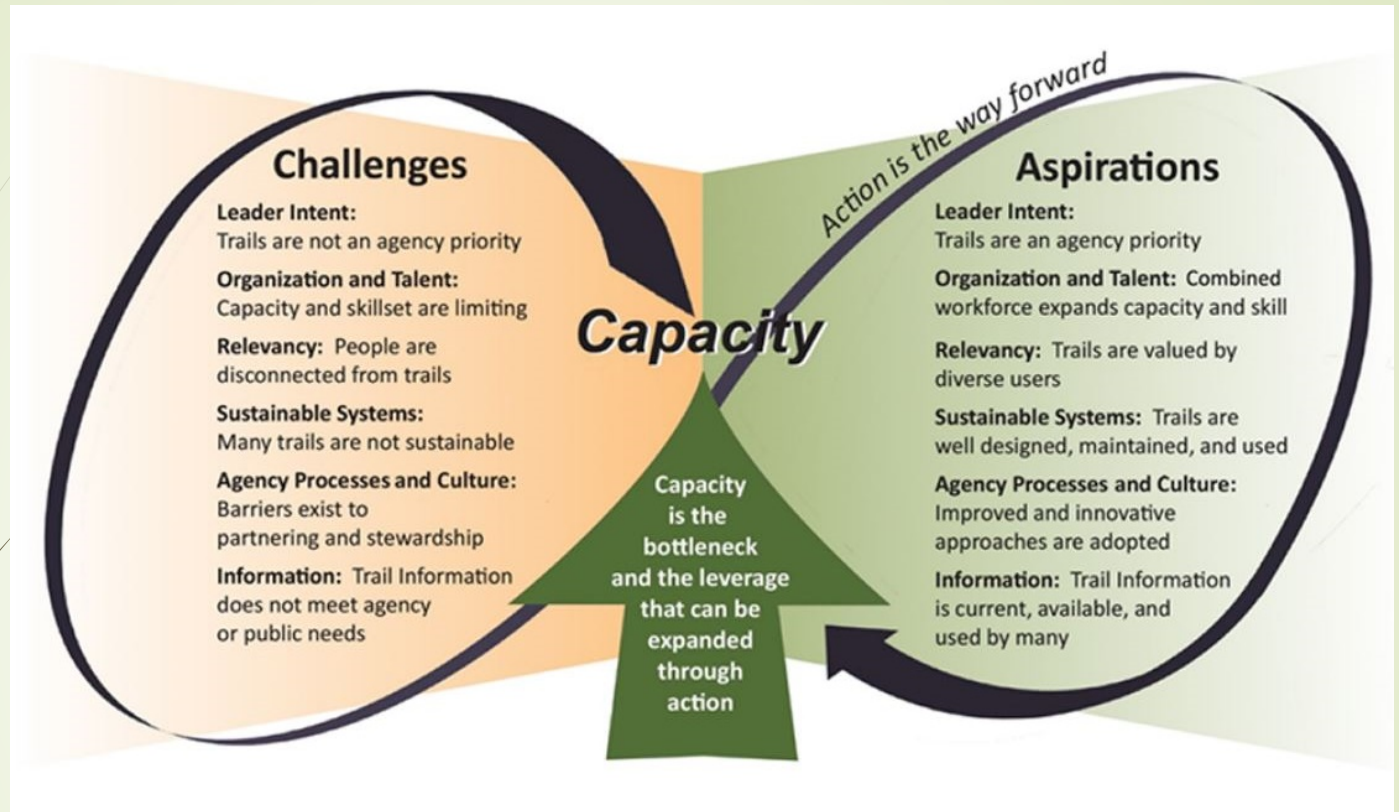 Challenges
Leader Intent:
Trails are not an agency priority
Organization and Talent:
Capacity and skillset are limiting
Relevancy: People are
disconnected from trails
Sustainable Systems:
Many trails are not sustainable
Agency Processes and Culture:
Barriers exist to
partnering and stewardship
Information: Trail Information
does not meet agency
or public needs
Capacity
Capacity
is the
bottleneck
and the leverage
that can be
expanded
through
action
Action is the way forward
Aspirations
Leader Intent:
Trails are an agency priority
Organization and Talent: Combined
workforce expands capacity and skill
Relevancy: Trails are valued by
diverse users
Sustainable Systems: Trails are
well designed, maintained, and used
Agency Processes and Culture:
Improved and innovative
approaches are adopted
Information: Trail Information
is current, available, and
used by many